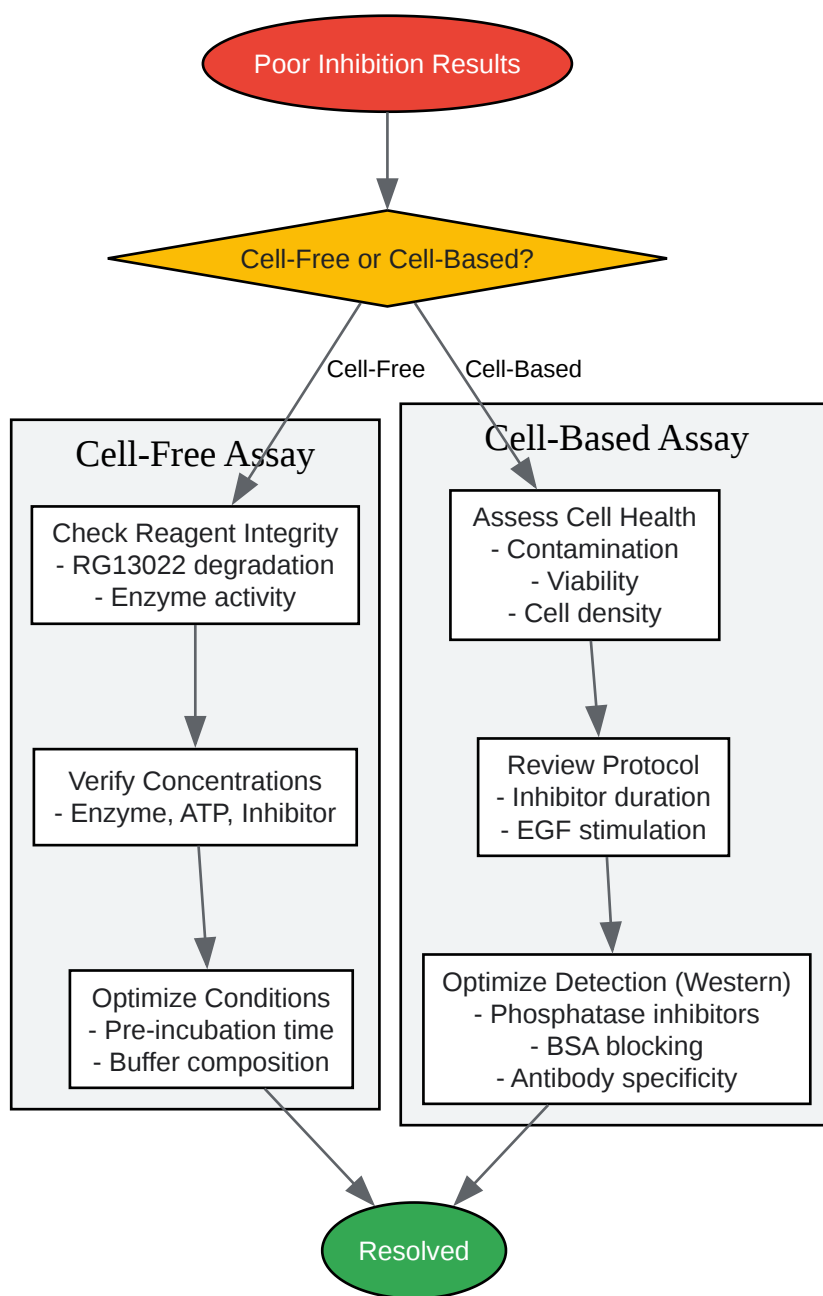 Poor Inhibition Results
Cell-Free or Cell-Based?
Cell-Free
Cell-Based
Cell-Free Assay
Check Reagent Integrity
- RG13022 degradation
- Enzyme activity
Verify Concentrations
- Enzyme, ATP, Inhibitor
Optimize Conditions
- Pre-incubation time
- Buffer composition
Cell-Based Assay
Assess Cell Health
- Contamination
- Viability
- Cell density
Review Protocol
- Inhibitor duration
- EGF stimulation
Optimize Detection (Western)
- Phosphatase inhibitors
- BSA blocking
- Antibody specificity
Resolved